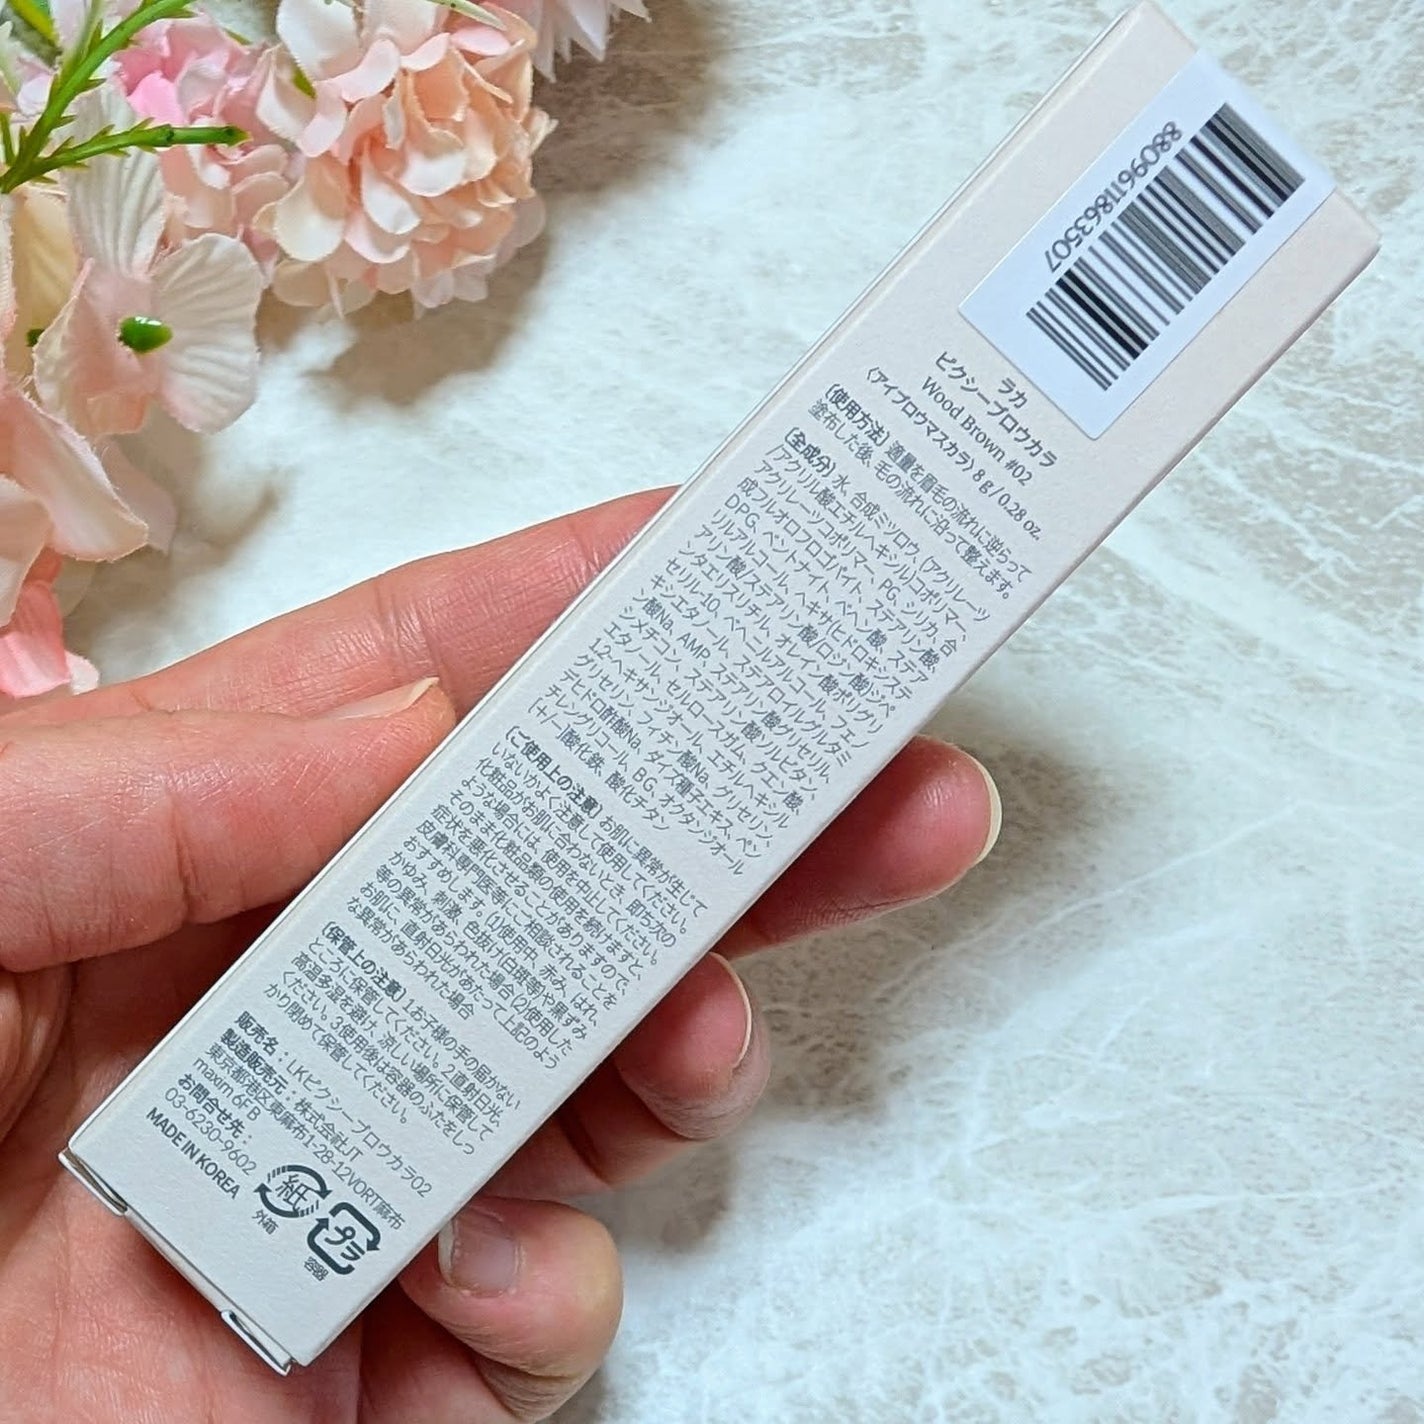 8809611863507
ラカ
ピクシーブロウカラ
Wood Brown #02
〈アイブロウマスカラ〉 8g/0.28 oz.
[使用方法] 適量を眉毛の流れに逆らって
塗布した後、毛の流れに沿って整えます。
[全成分] 水、合成ミツロウ、(アクリレーツ
/アクリル酸エチルヘキシル)コポリマー、
アクリレーツコポリマー、PG、シリカ、合
成フルオロフロゴパイト、ステアリン酸、
DPG、ベントナイト、ベヘン酸、ステア
リルアルコール、ヘキサ(ヒドロキシステ
アリン酸/ステアリン酸/ロジン酸)ジペ
ンタエリスリチル、オレイン酸ポリグリ
セリル-10、ベヘニルアルコール、フェノ
キシエタノール、ステアロイルグルタミ
ン酸Na、AMP、ステアリン酸グリセリル、
シメチコン、ステアリン酸ソルビタン、
エタノール、セルロースガム、クエン酸、
1,2-ヘキサンジオール、エチルヘキシル
グリセリン、フィチン酸Na、グリセリン、
デヒドロ酢酸Na、ダイズ種子エキス、ペン
チレングリコール、BG、オクタンジオール
(+/-)酸化鉄、酸化チタン
[ご使用上の注意] お肌に異常が生じて
いないかよく注意して使用してください。
化粧品がお肌に合わないとき、即ち次の
ような場合には、使用を中止してください。
そのまま化粧品類の使用を続けますと、
症状を悪化させることがありますので、
皮膚科専門医等にご相談されることを
おすすめします。(1)使用中、赤み、はれ、
かゆみ、刺激、色抜け(白斑等)や黒ずみ
等の異常があらわれた場合(2)使用した
お肌に、直射日光があたって上記のよう
な異常があらわれた場合
[保管上の注意] 1.お子様の手の届かない
ところに保管してください。2.直射日光、
高温多湿を避け、涼しい場所に保管して
ください。3.使用後は容器のふたをしっ
かり閉めて保管してください。
販売名：LKピクシーブロウカラ02
製造販売元：株式会社JT
東京都港区東麻布1-28-12VORT麻布
maxim 6FB
お問合せ先：
03-6230-9602
MADE IN KOREA
紙
外箱
プラ
容器